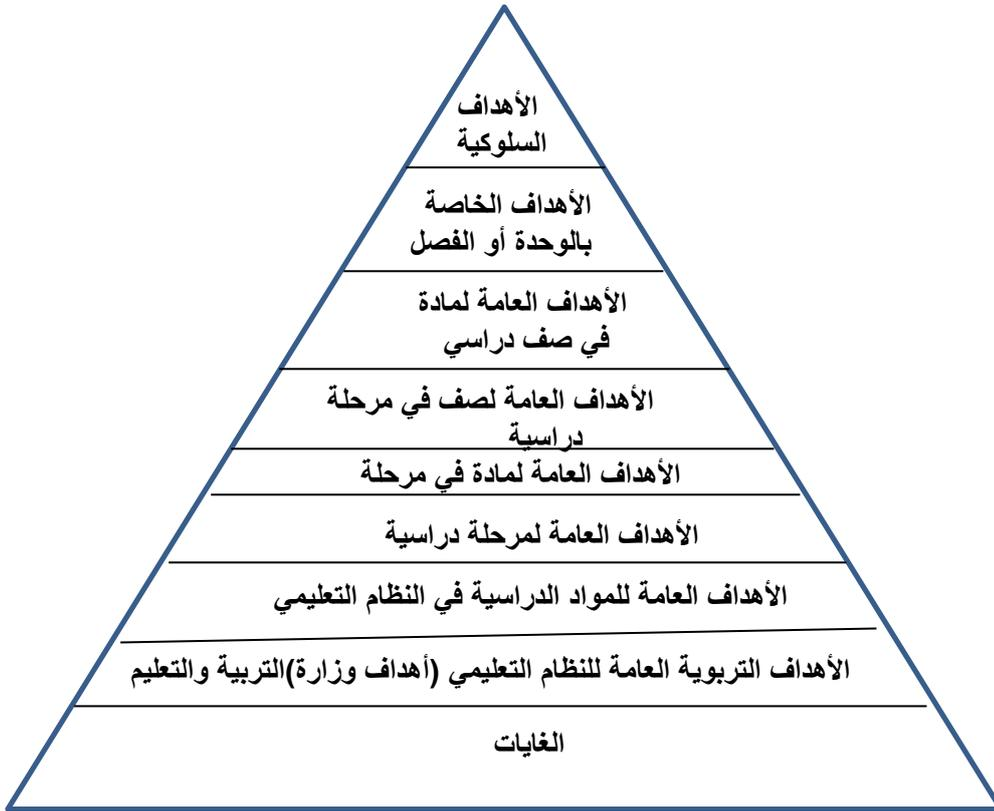 الأهداف
السلوكية
الأهداف الخاصة
بالوحدة أو الفصل
الأهداف العامة لمادة
في صف دراسي
الأهداف العامة لصف في مرحلة
دراسية
الأهداف العامة لمادة في مرحلة
الأهداف العامة لمرحلة دراسية
الأهداف العامة للمواد الدراسية في النظام التعليمي
الأهداف التربوية العامة للنظام التعليمي (أهداف وزارة)التربية والتعليم
الغايات